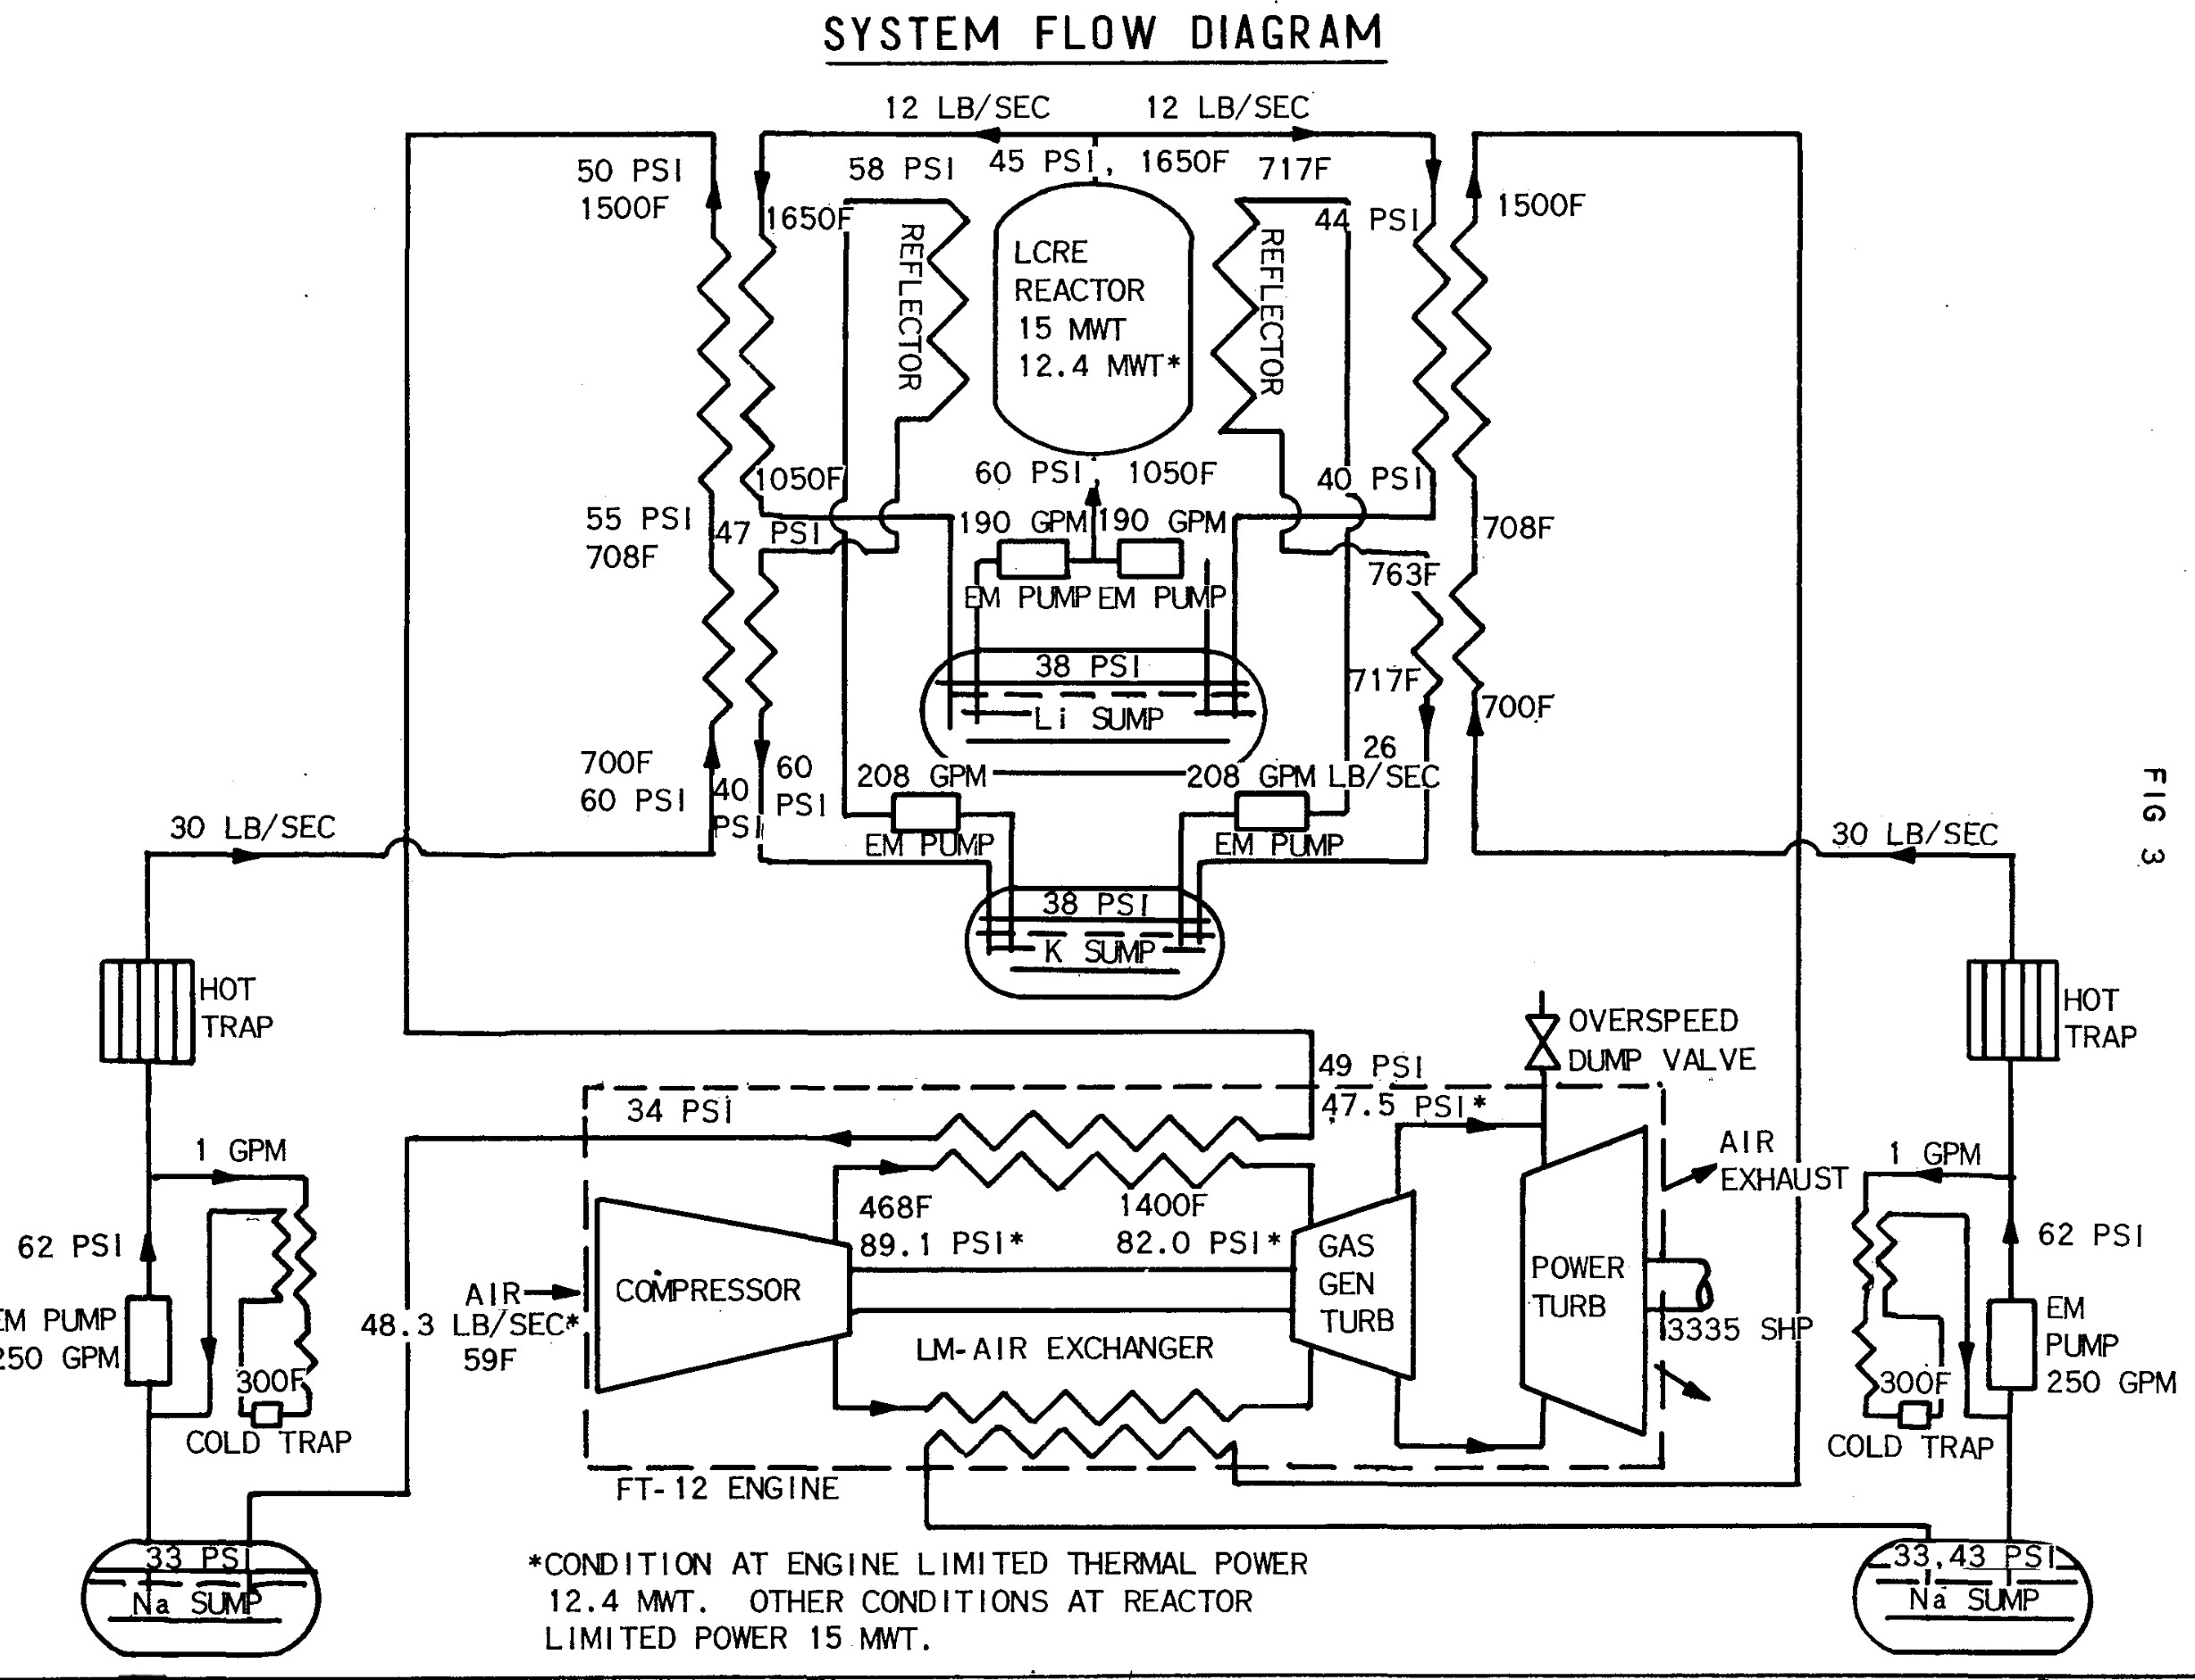 SYSTEM FLOW DIAGRAM
12 LB/SEC
12 LB/SEC
50 PSI
1500F
58 PSI
45 PSI, 1650F
717F
1650F
44 PSI
1500F
REFLECTOR
LCRE
REACTOR
15 MWT
12.4 MWT*
REFLECTOR
1050F
60 PSI, 1050F
40 PSI
55 PSI
708F
47 PSI
190 GPM
190 GPM
708F
EM PUMP
EM PUMP
763F
38 PSI
Li SUMP
717F
700F
700F
60 PSI
40
PSI
60
PSI
208 GPM
208 GPM
26
LB/SEC
EM PUMP
EM PUMP
30 LB/SEC
30 LB/SEC
FIG 3
38 PSI
K SUMP
HOT
TRAP
HOT
TRAP
OVERSPEED
DUMP VALVE
49 PSI
47.5 PSI*
34 PSI
1 GPM
AIR
EXHAUST
1 GPM
468F
89.1 PSI*
1400F
82.0 PSI*
62 PSI
62 PSI
COMPRESSOR
GAS
GEN
TURB
POWER
TURB
AIR
48.3 LB/SEC*
59F
LM-AIR EXCHANGER
3335 SHP
EM PUMP
250 GPM
EM
PUMP
250 GPM
300F
300F
COLD TRAP
COLD TRAP
FT-12 ENGINE
33 PSI
Na SUMP
33,43 PSI
Na SUMP
*CONDITION AT ENGINE LIMITED THERMAL POWER
12.4 MWT. OTHER CONDITIONS AT REACTOR
LIMITED POWER 15 MWT.